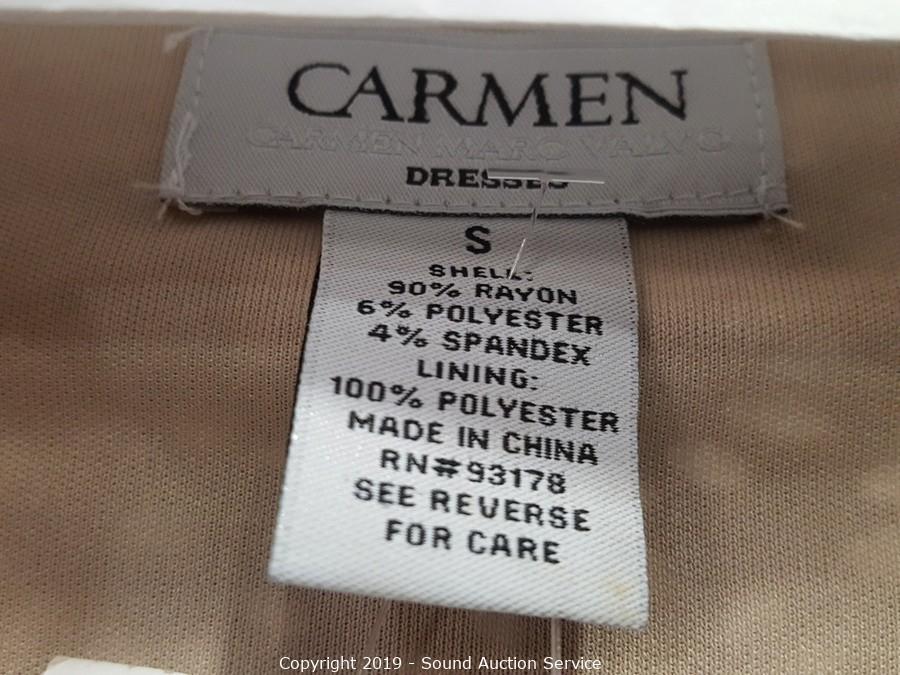 CARMEN
CARMEN MARC VALVO
DRESSES
S
SHELL:
90% RAYON
6% POLYESTER
4% SPANDEX
LINING:
100% POLYESTER
MADE IN CHINA
RN#93178
SEE REVERSE
FOR CARE
Copyright 2019 - Sound Auction Service